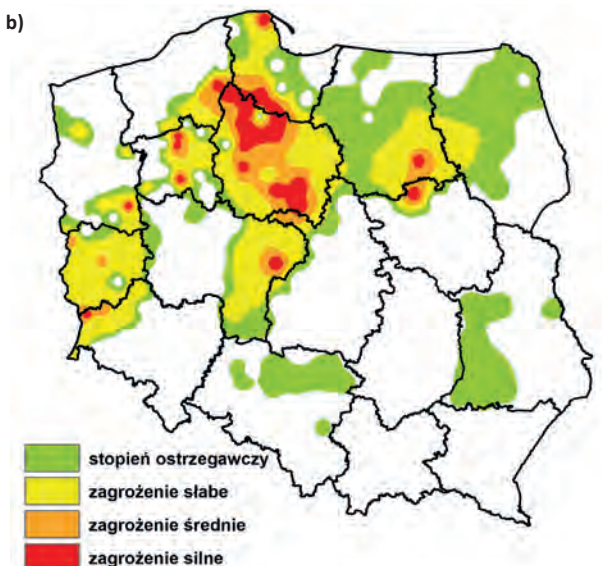 b)
stopień ostrzegawczy
zagrożenie słabe
zagrożenie średnie
zagrożenie silne